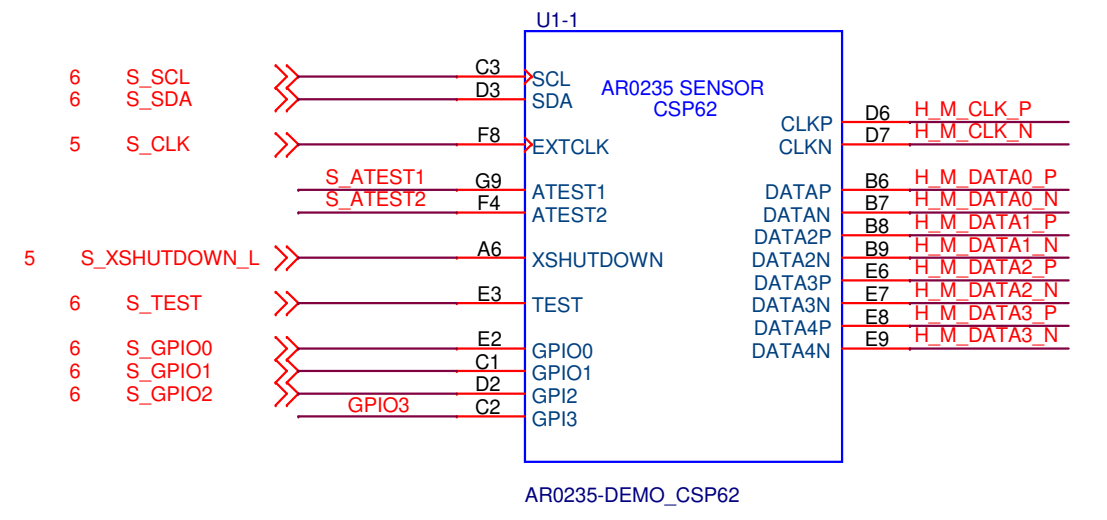 U1-1
6 S_SCL C3 SCL
6 S_SDA D3 SDA
AR0235 SENSOR
CSP62
CLKP D6 H_M_CLK_P
5 S_CLK F8 EXTCLK
CLKN D7 H_M_CLK_N
S_ATEST1 G9 ATEST1
DATAP B6 H_M_DATA0_P
S_ATEST2 F4 ATEST2
DATAN B7 H_M_DATA0_N
DATA2P B8 H_M_DATA1_P
5 S_XSHUTDOWN_L A6 XSHUTDOWN
DATA2N B9 H_M_DATA1_N
DATA3P E6 H_M_DATA2_P
6 S_TEST E3 TEST
DATA3N E7 H_M_DATA2_N
DATA4P E8 H_M_DATA3_P
6 S_GPIO0 E2 GPIO0
DATA4N E9 H_M_DATA3_N
6 S_GPIO1 C1 GPIO1
6 S_GPIO2 D2 GPI2
GPIO3 C2 GPI3
AR0235-DEMO_CSP62